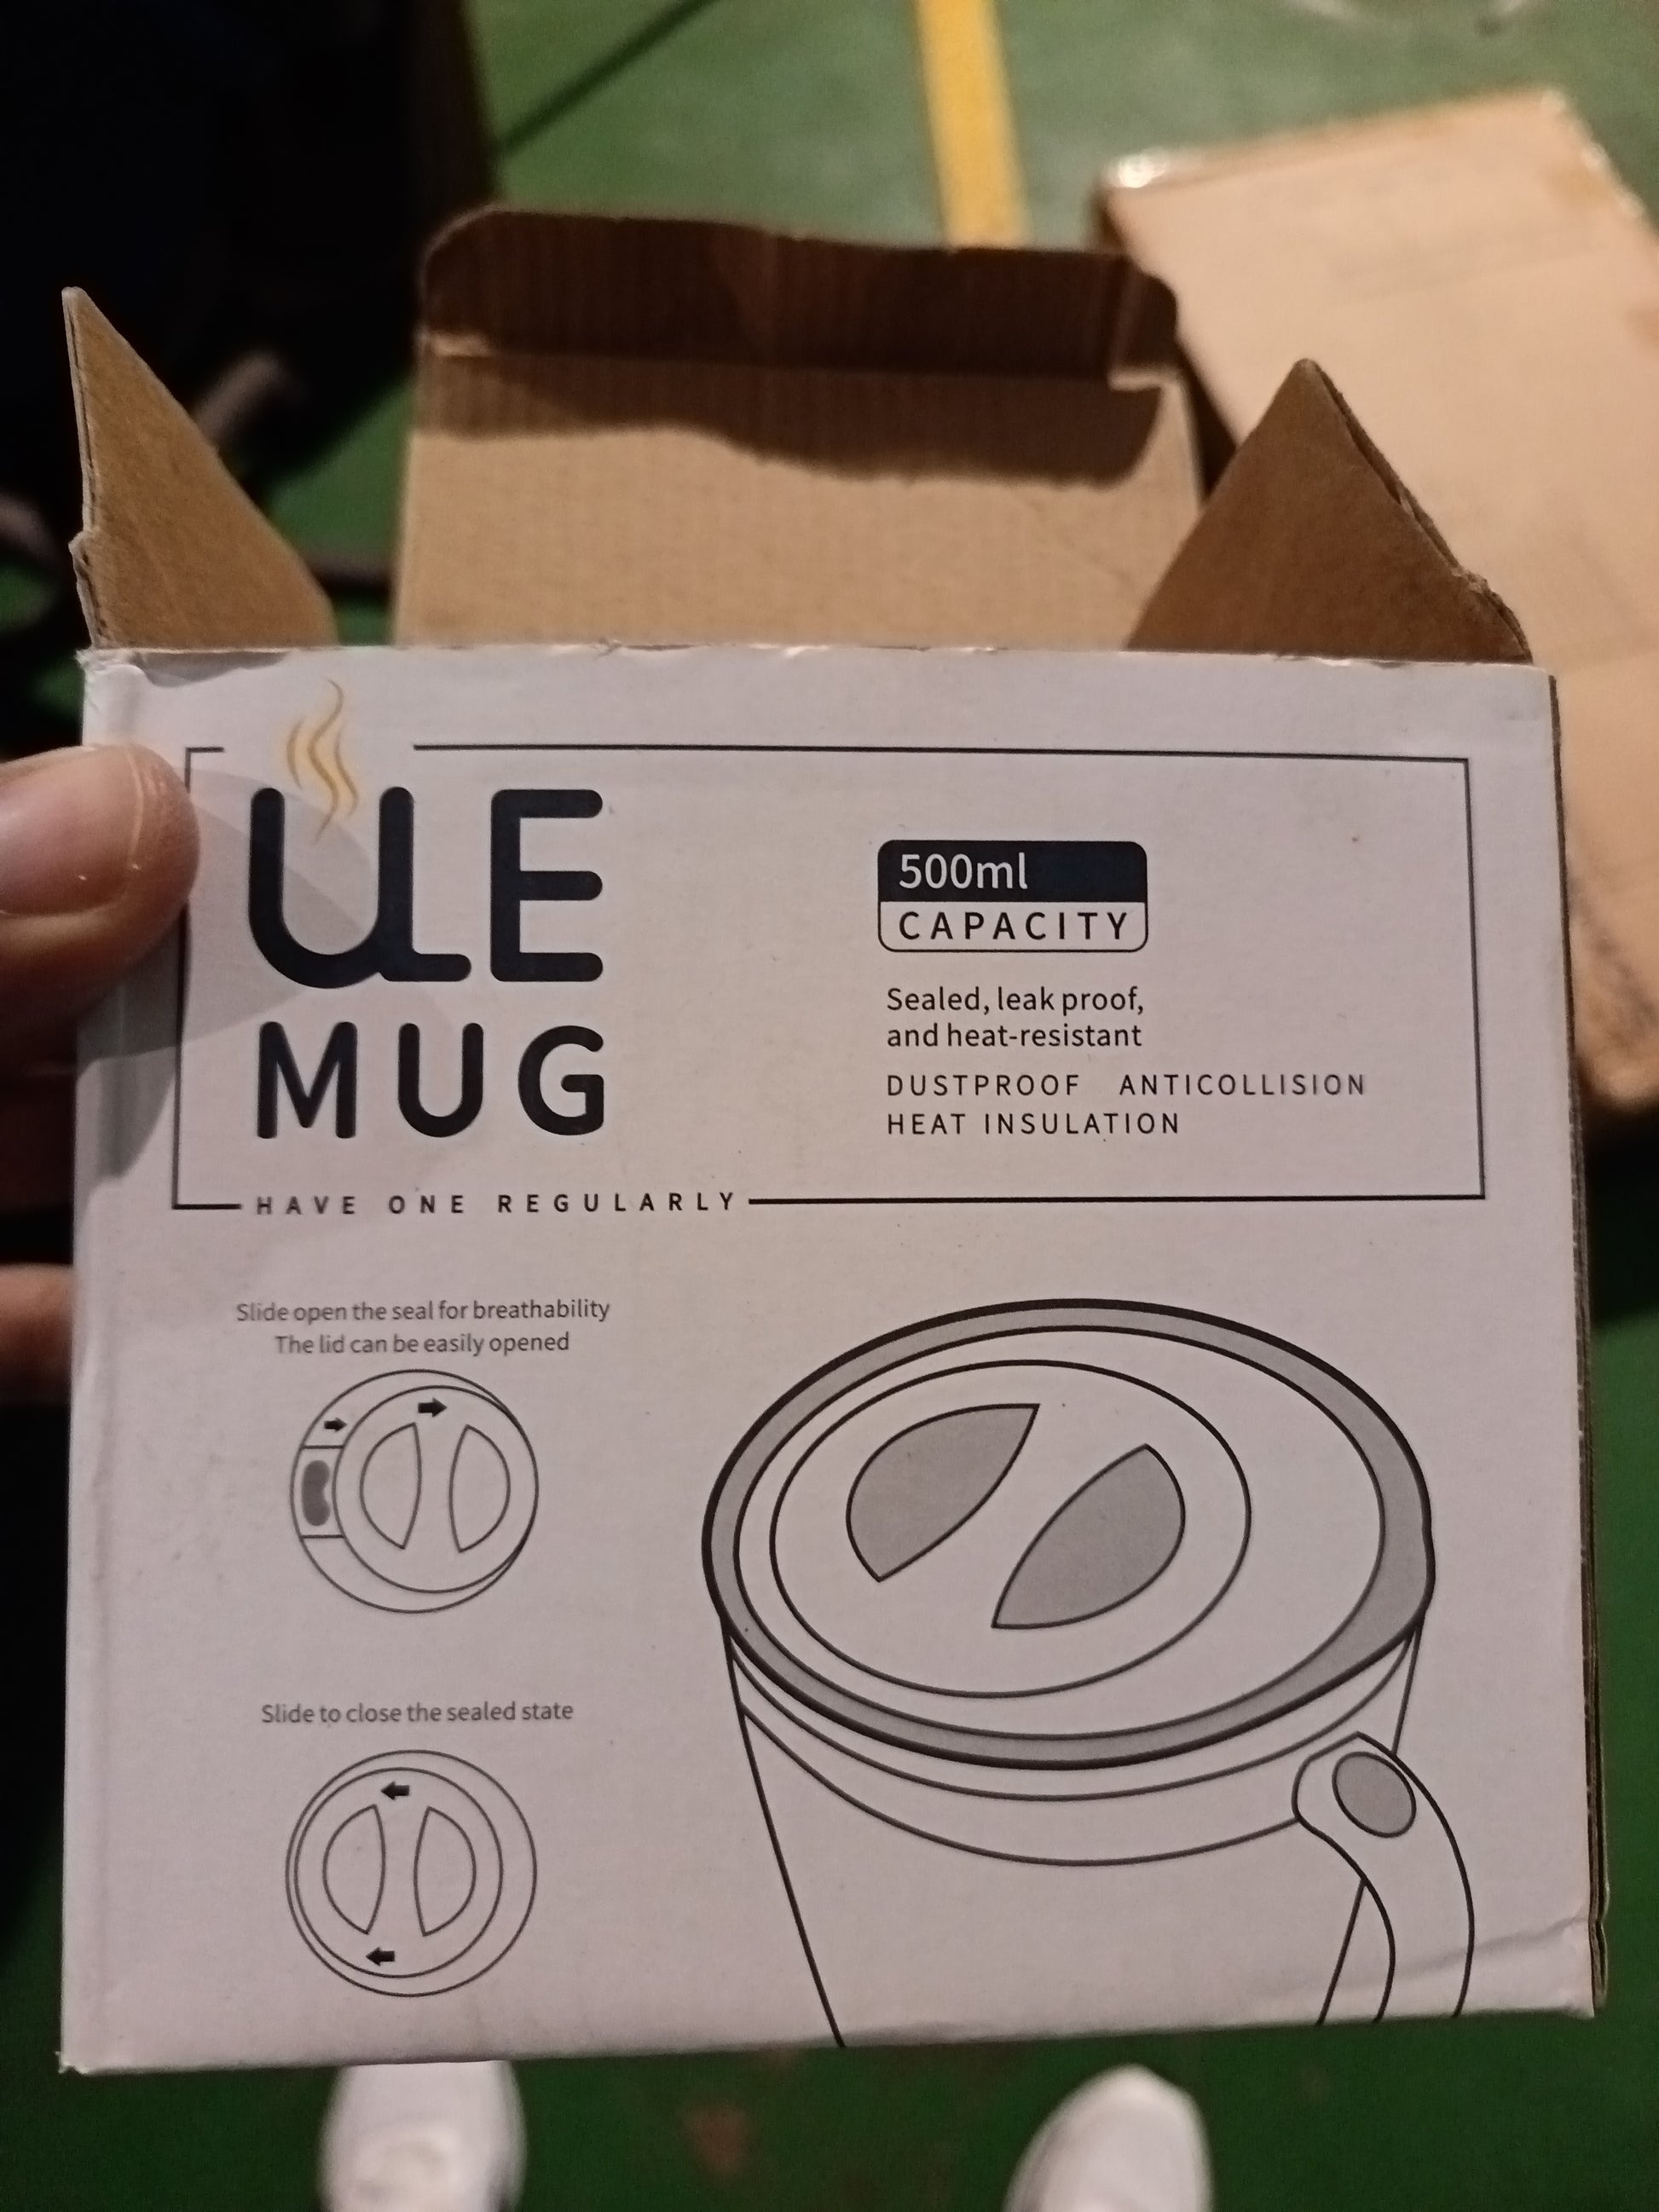 UE
MUG
HAVE ONE REGULARLY
500ml
CAPACITY
Sealed, leak proof,
and heat-resistant
DUSTPROOF ANTICOLLISION
HEAT INSULATION
Slide open the seal for breathability
The lid can be easily opened
Slide to close the sealed state